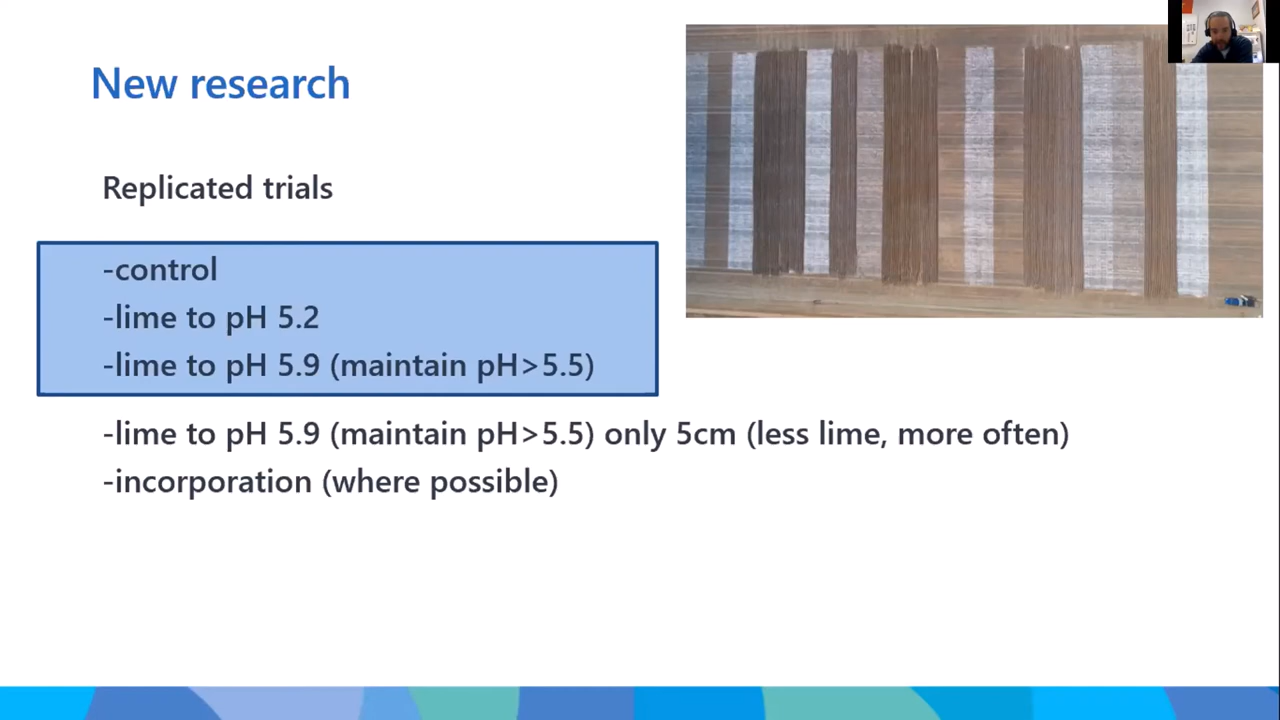 New research
Replicated trials
-control
-lime to pH 5.2
-lime to pH 5.9 (maintain pH>5.5)
-lime to pH 5.9 (maintain pH>5.5) only 5cm (less lime, more often)
-incorporation (where possible)